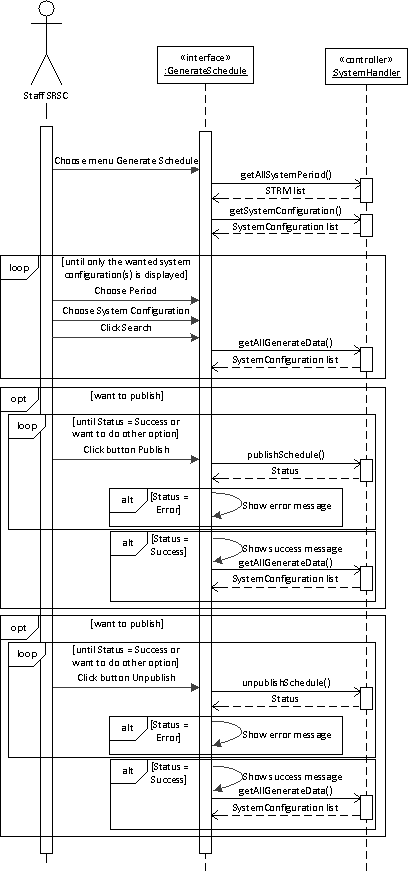 «interface»
:GenerateSchedule
«controller»
SystemHandler
Staff SRSC
Choose menu Generate Schedule
getAllSystemPeriod()
STRM list
getSystemConfiguration()
SystemConfiguration list
loop
[until only the wanted system
configuration(s) is displayed]
Choose Period
Choose System Configuration
Click Search
getAllGenerateData()
SystemConfiguration list
opt
[want to publish]
loop
[until Status = Success or
want to do other option]
Click button Publish
publishSchedule()
Status
alt
[Status =
Error]
Show error message
alt
[Status =
Success]
Show success message
getAllGenerateData()
SystemConfiguration list
opt
[want to publish]
loop
[until Status = Success or
want to do other option]
Click button Unpublish
unpublishSchedule()
Status
alt
[Status =
Error]
Show error message
alt
[Status =
Success]
Show success message
getAllGenerateData()
SystemConfiguration list